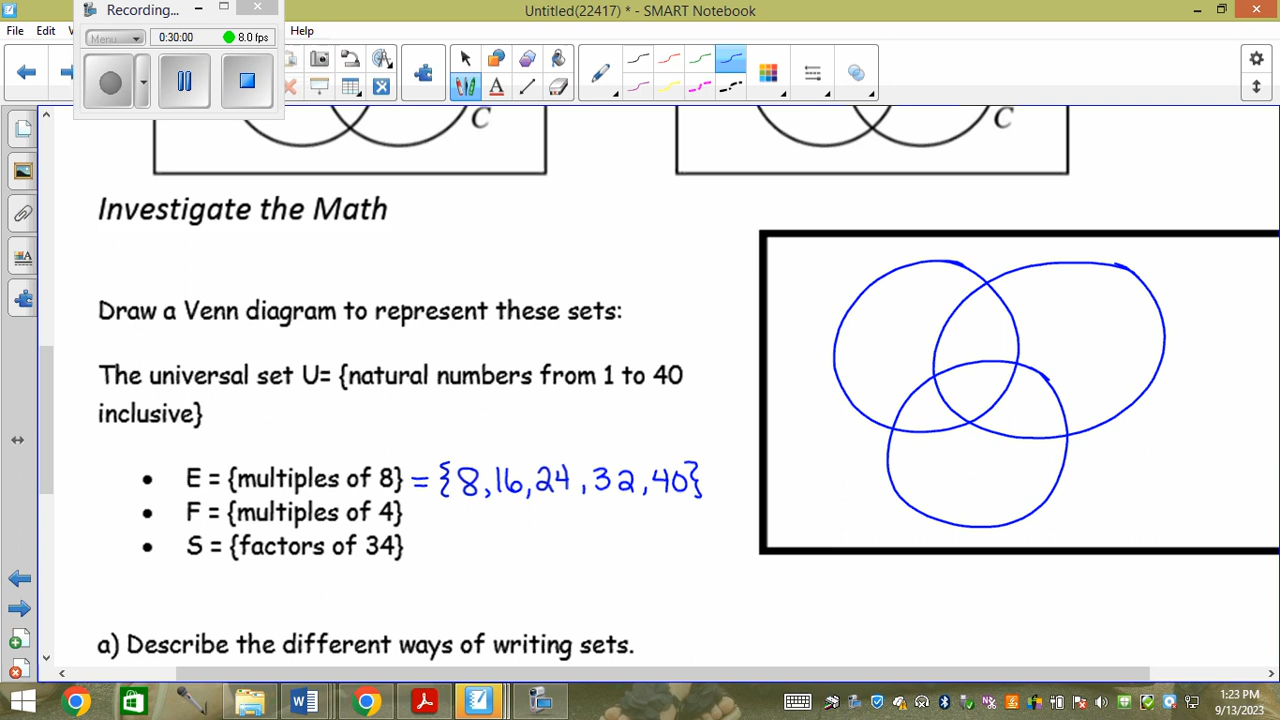 Recording...
Untitled(22417) * - SMART Notebook
File
Edit
Help
Menu...
0:30:00
8.0 fps
C
C
Investigate the Math
Draw a Venn diagram to represent these sets:
The universal set U= {natural numbers from 1 to 40
inclusive}
• E = {multiples of 8} = {8,16,24,32,40}
• F = {multiples of 4}
• S = {factors of 34}
a) Describe the different ways of writing sets.
1:23 PM
9/13/2023